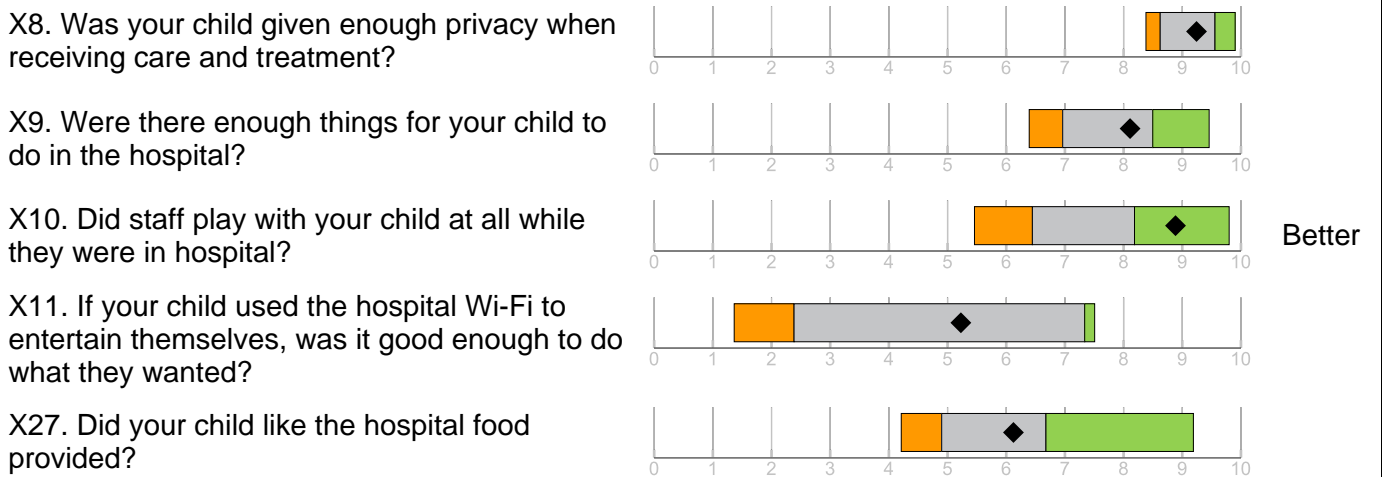 X8. Was your child given enough privacy when
receiving care and treatment?
0 1 2 3 4 5 6 7 8 9 10
X9. Were there enough things for your child to
do in the hospital?
0 1 2 3 4 5 6 7 8 9 10
X10. Did staff play with your child at all while
they were in hospital?
0 1 2 3 4 5 6 7 8 9 10
Better
X11. If your child used the hospital Wi-Fi to
entertain themselves, was it good enough to do
what they wanted?
0 1 2 3 4 5 6 7 8 9 10
X27. Did your child like the hospital food
provided?
0 1 2 3 4 5 6 7 8 9 10